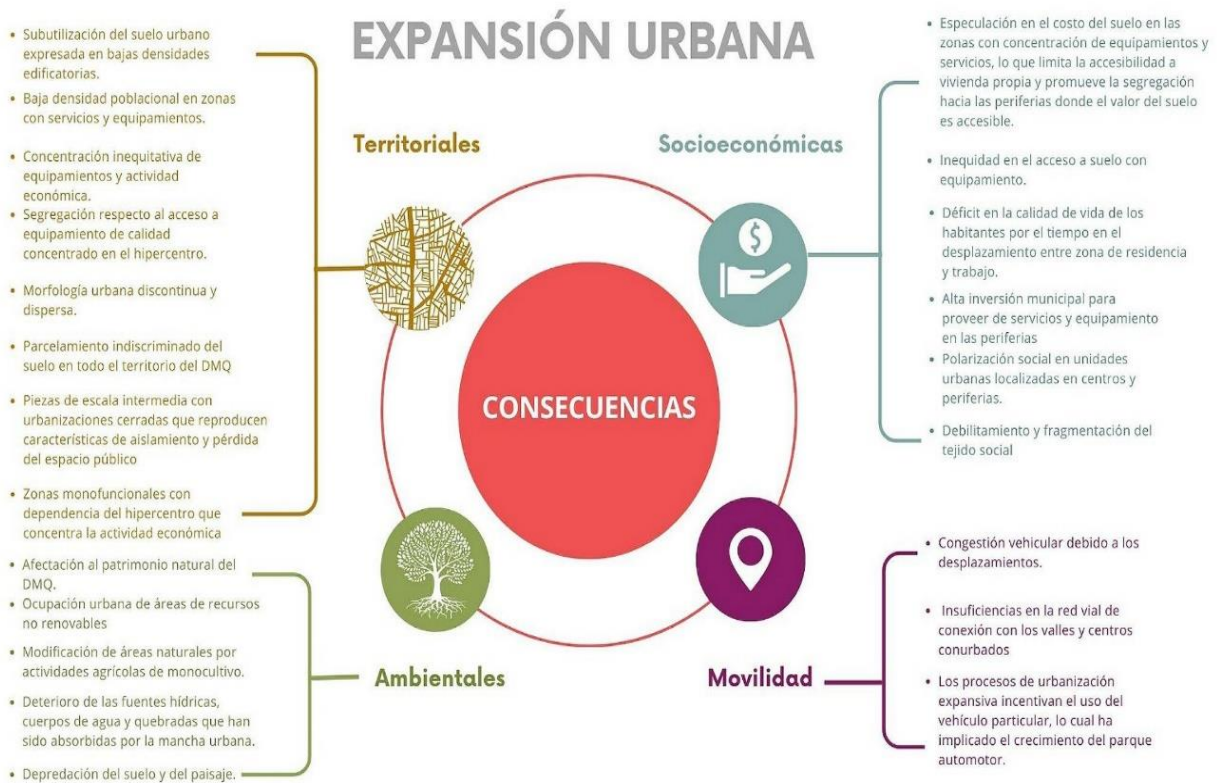 EXPANSIÓN URBANA
Territoriales
• Subutilización del suelo urbano
expresada en bajas densidades
edificatorias.
• Baja densidad poblacional en zonas
con servicios y equipamientos.
• Concentración inequitativa de
equipamientos y actividad
económica.
• Segregación respecto al acceso a
equipamiento de calidad
concentrado en el hipercentro.
• Morfología urbana discontinua y
dispersa.
• Parcelamiento indiscriminado del
suelo en todo el territorio del DMQ
• Piezas de escala intermedia con
urbanizaciones cerradas que reproducen
características de aislamiento y pérdida
del espacio público
• Zonas monofuncionales con
dependencia del hipercentro que
concentra la actividad económica
Socioeconómicas
• Especulación en el costo del suelo en las
zonas con concentración de equipamientos y
servicios, lo que limita la accesibilidad a
vivienda propia y promueve la segregación
hacia las periferias donde el valor del suelo
es accesible.
• Inequidad en el acceso a suelo con
equipamiento.
• Déficit en la calidad de vida de los
habitantes por el tiempo en el
desplazamiento entre zona de residencia
y trabajo.
• Alta inversión municipal para
proveer de servicios y equipamiento
en las periferias
• Polarización social en unidades
urbanas localizadas en centros y
periferias.
• Debilitamiento y fragmentación del
tejido social
$
CONSECUENCIAS
Ambientales
• Afectación al patrimonio natural del
DMQ.
• Ocupación urbana de áreas de recursos
no renovables
• Modificación de áreas naturales por
actividades agrícolas de monocultivo.
• Deterioro de las fuentes hídricas,
cuerpos de agua y quebradas que han
sido absorbidas por la mancha urbana.
• Depredación del suelo y del paisaje.
Movilidad
• Congestión vehicular debido a los
desplazamientos.
• Insuficiencias en la red vial de
conexión con los valles y centros
conurbados
• Los procesos de urbanización
expansiva incentivan el uso del
vehículo particular, lo cual ha
implicado el crecimiento del parque
automotor.